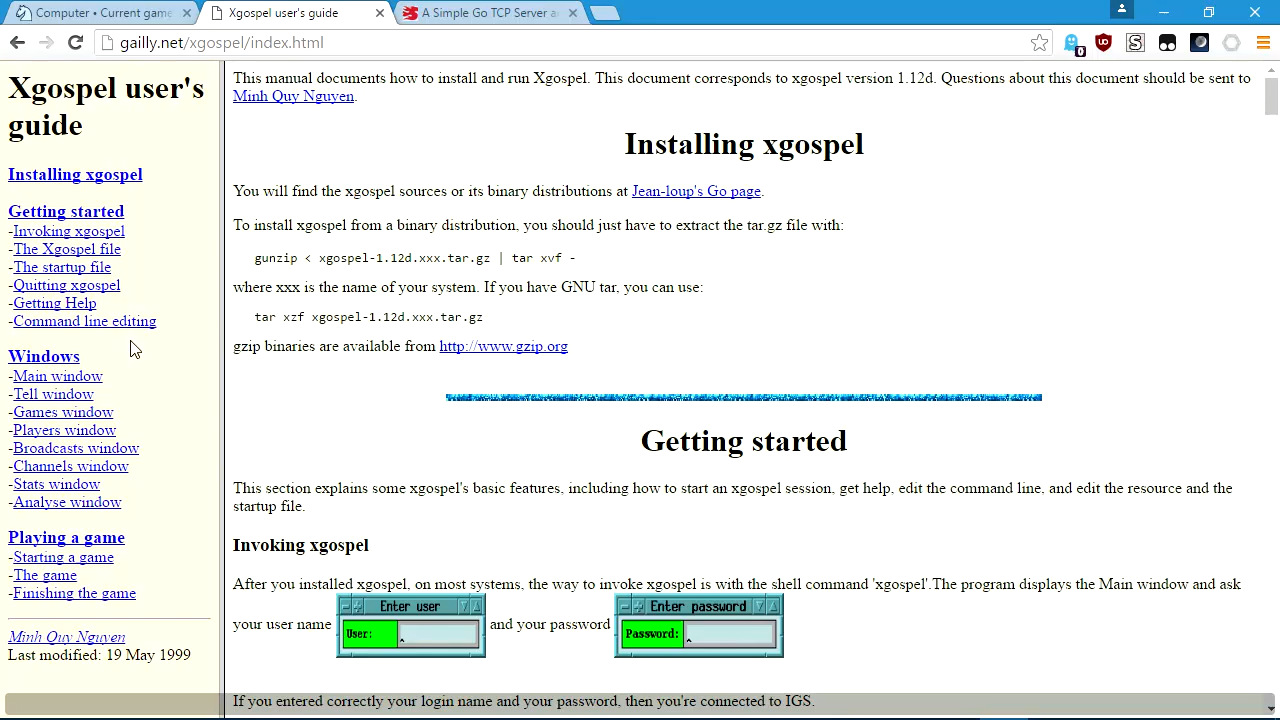 Computer • Current game
Xgospel user's guide
A Simple Go TCP Server a
gailly.net/xgospel/index.html
0
Xgospel user's
guide
Installing xgospel
Getting started
-Invoking xgospel
-The Xgospel file
-The startup file
-Quitting xgospel
-Getting Help
-Command line editing
Windows
-Main window
-Tell window
-Games window
-Players window
-Broadcasts window
-Channels window
-Stats window
-Analyse window
Playing a game
-Starting a game
-The game
-Finishing the game
Minh Quy Nguyen
Last modified: 19 May 1999
This manual documents how to install and run Xgospel. This document corresponds to xgospel version 1.12d. Questions about this document should be sent to
Minh Quy Nguyen.
Installing xgospel
You will find the xgospel sources or its binary distributions at Jean-loup's Go page.
To install xgospel from a binary distribution, you should just have to extract the tar.gz file with:
gunzip < xgospel-1.12d.xxx.tar.gz | tar xvf -
where xxx is the name of your system. If you have GNU tar, you can use:
tar xzf xgospel-1.12d.xxx.tar.gz
gzip binaries are available from http://www.gzip.org
Getting started
This section explains some xgospel's basic features, including how to start an xgospel session, get help, edit the command line, and edit the resource and the
startup file.
Invoking xgospel
After you installed xgospel, on most systems, the way to invoke xgospel is with the shell command 'xgospel'.The program displays the Main window and ask
Enter user
Enter password
your user name User: and your password Password:
If you entered correctly your login name and your password, then you're connected to IGS.